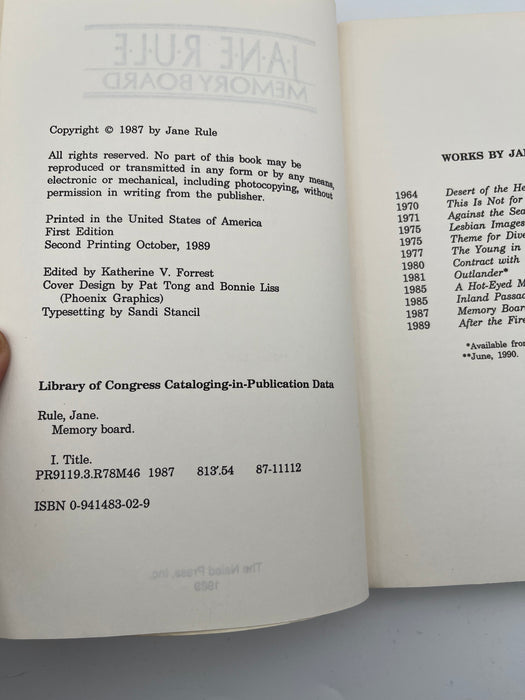 JANE RULE
MEMORY BOARD
Copyright © 1987 by Jane Rule
All rights reserved. No part of this book may be
reproduced or transmitted in any form or by any means,
electronic or mechanical, including photocopying, without
permission in writing from the publisher.
Printed in the United States of America
First Edition
Second Printing October, 1989
Edited by Katherine V. Forrest
Cover Design by Pat Tong and Bonnie Liss
(Phoenix Graphics)
Typesetting by Sandi Stancil
Library of Congress Cataloging-in-Publication Data
Rule, Jane.
Memory board.
I. Title.
PR9119.3.R78M46 1987 813'.54 87-11112
ISBN 0-941483-02-9
The Naiad Press, Inc.
1989
WORKS BY JA
1964 Desert of the He
1970 This Is Not for
1971 Against the Sea
1975 Lesbian Images
1975 Theme for Dive
1977 The Young in
1980 Contract with
1981 Outlander*
1985 A Hot-Eyed M
1985 Inland Passa
1987 Memory Boar
1989 After the Fire
*Available fro
**June, 1990.